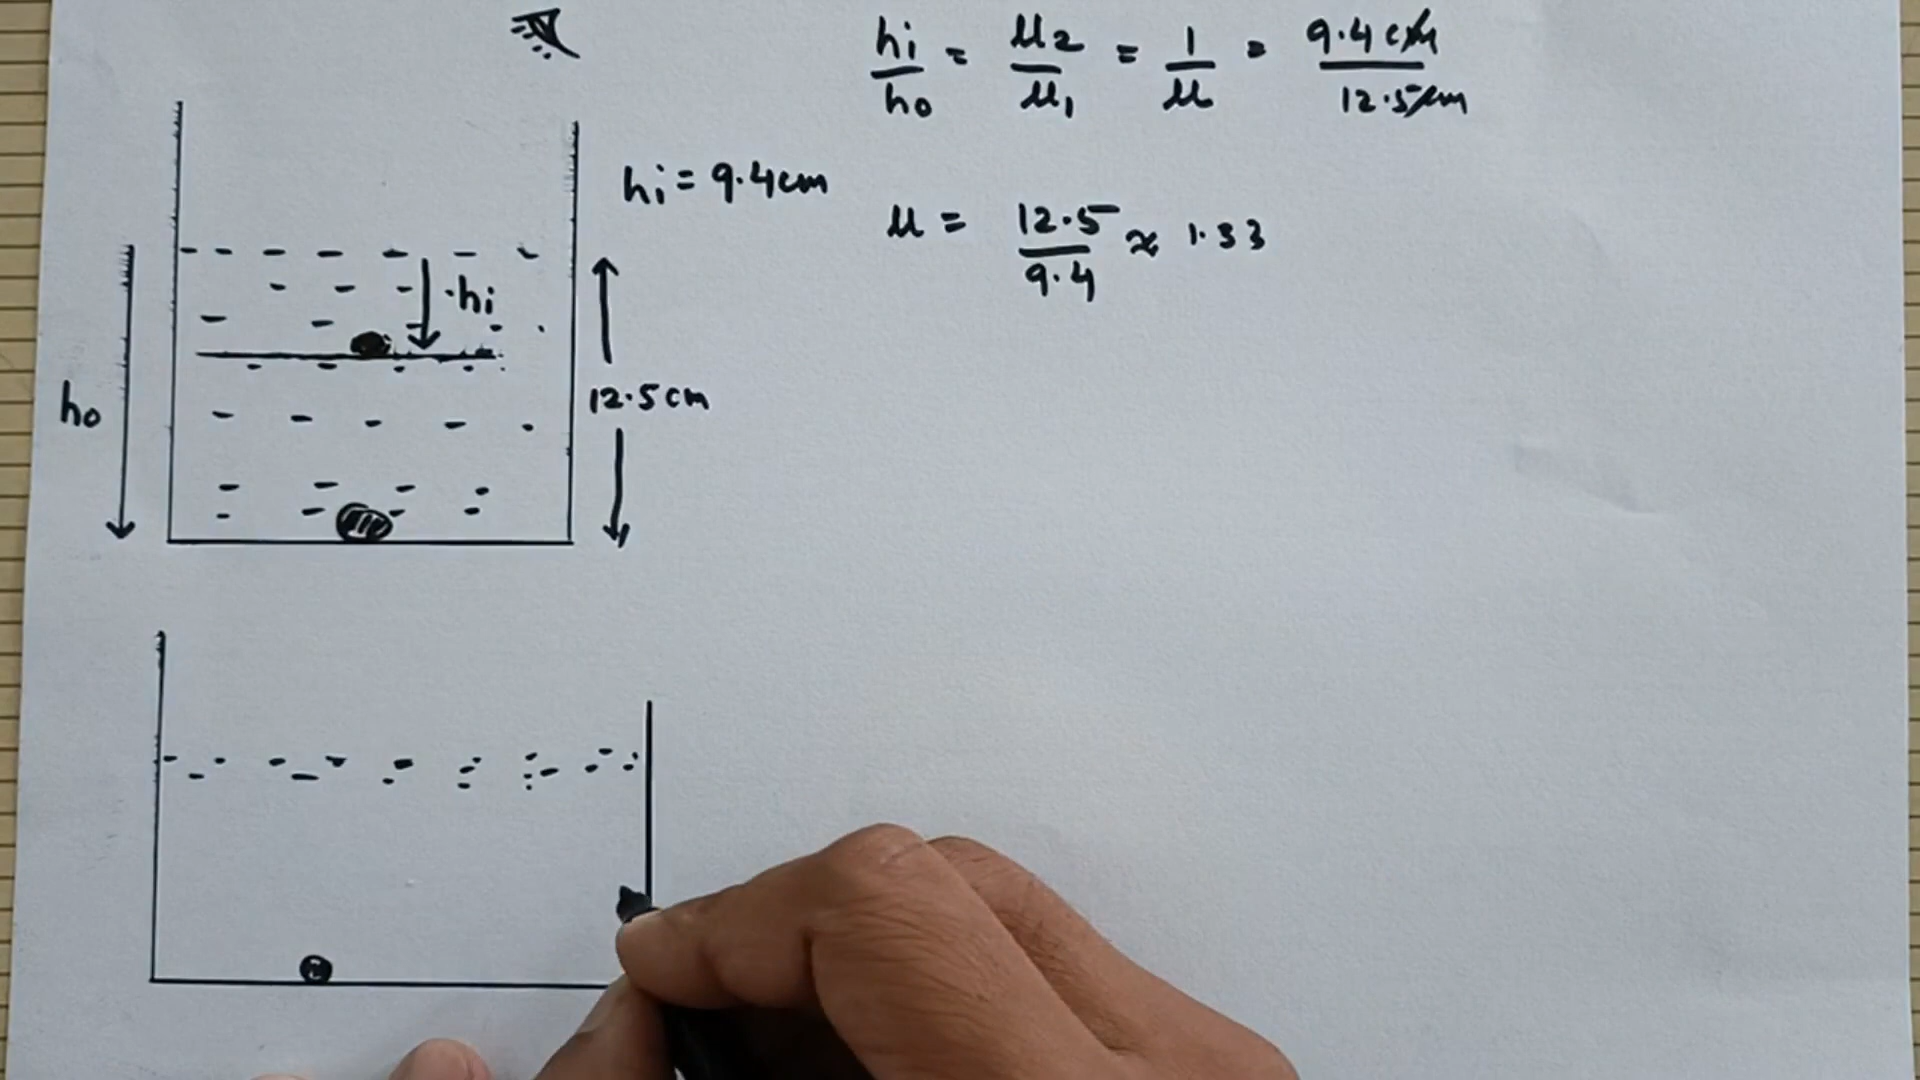 hi/ho = μ2/μ1 = 1/μ = 9.4cm/12.5cm
hi = 9.4cm
μ = 12.5/9.4 ≈ 1.33
hi
ho
12.5cm